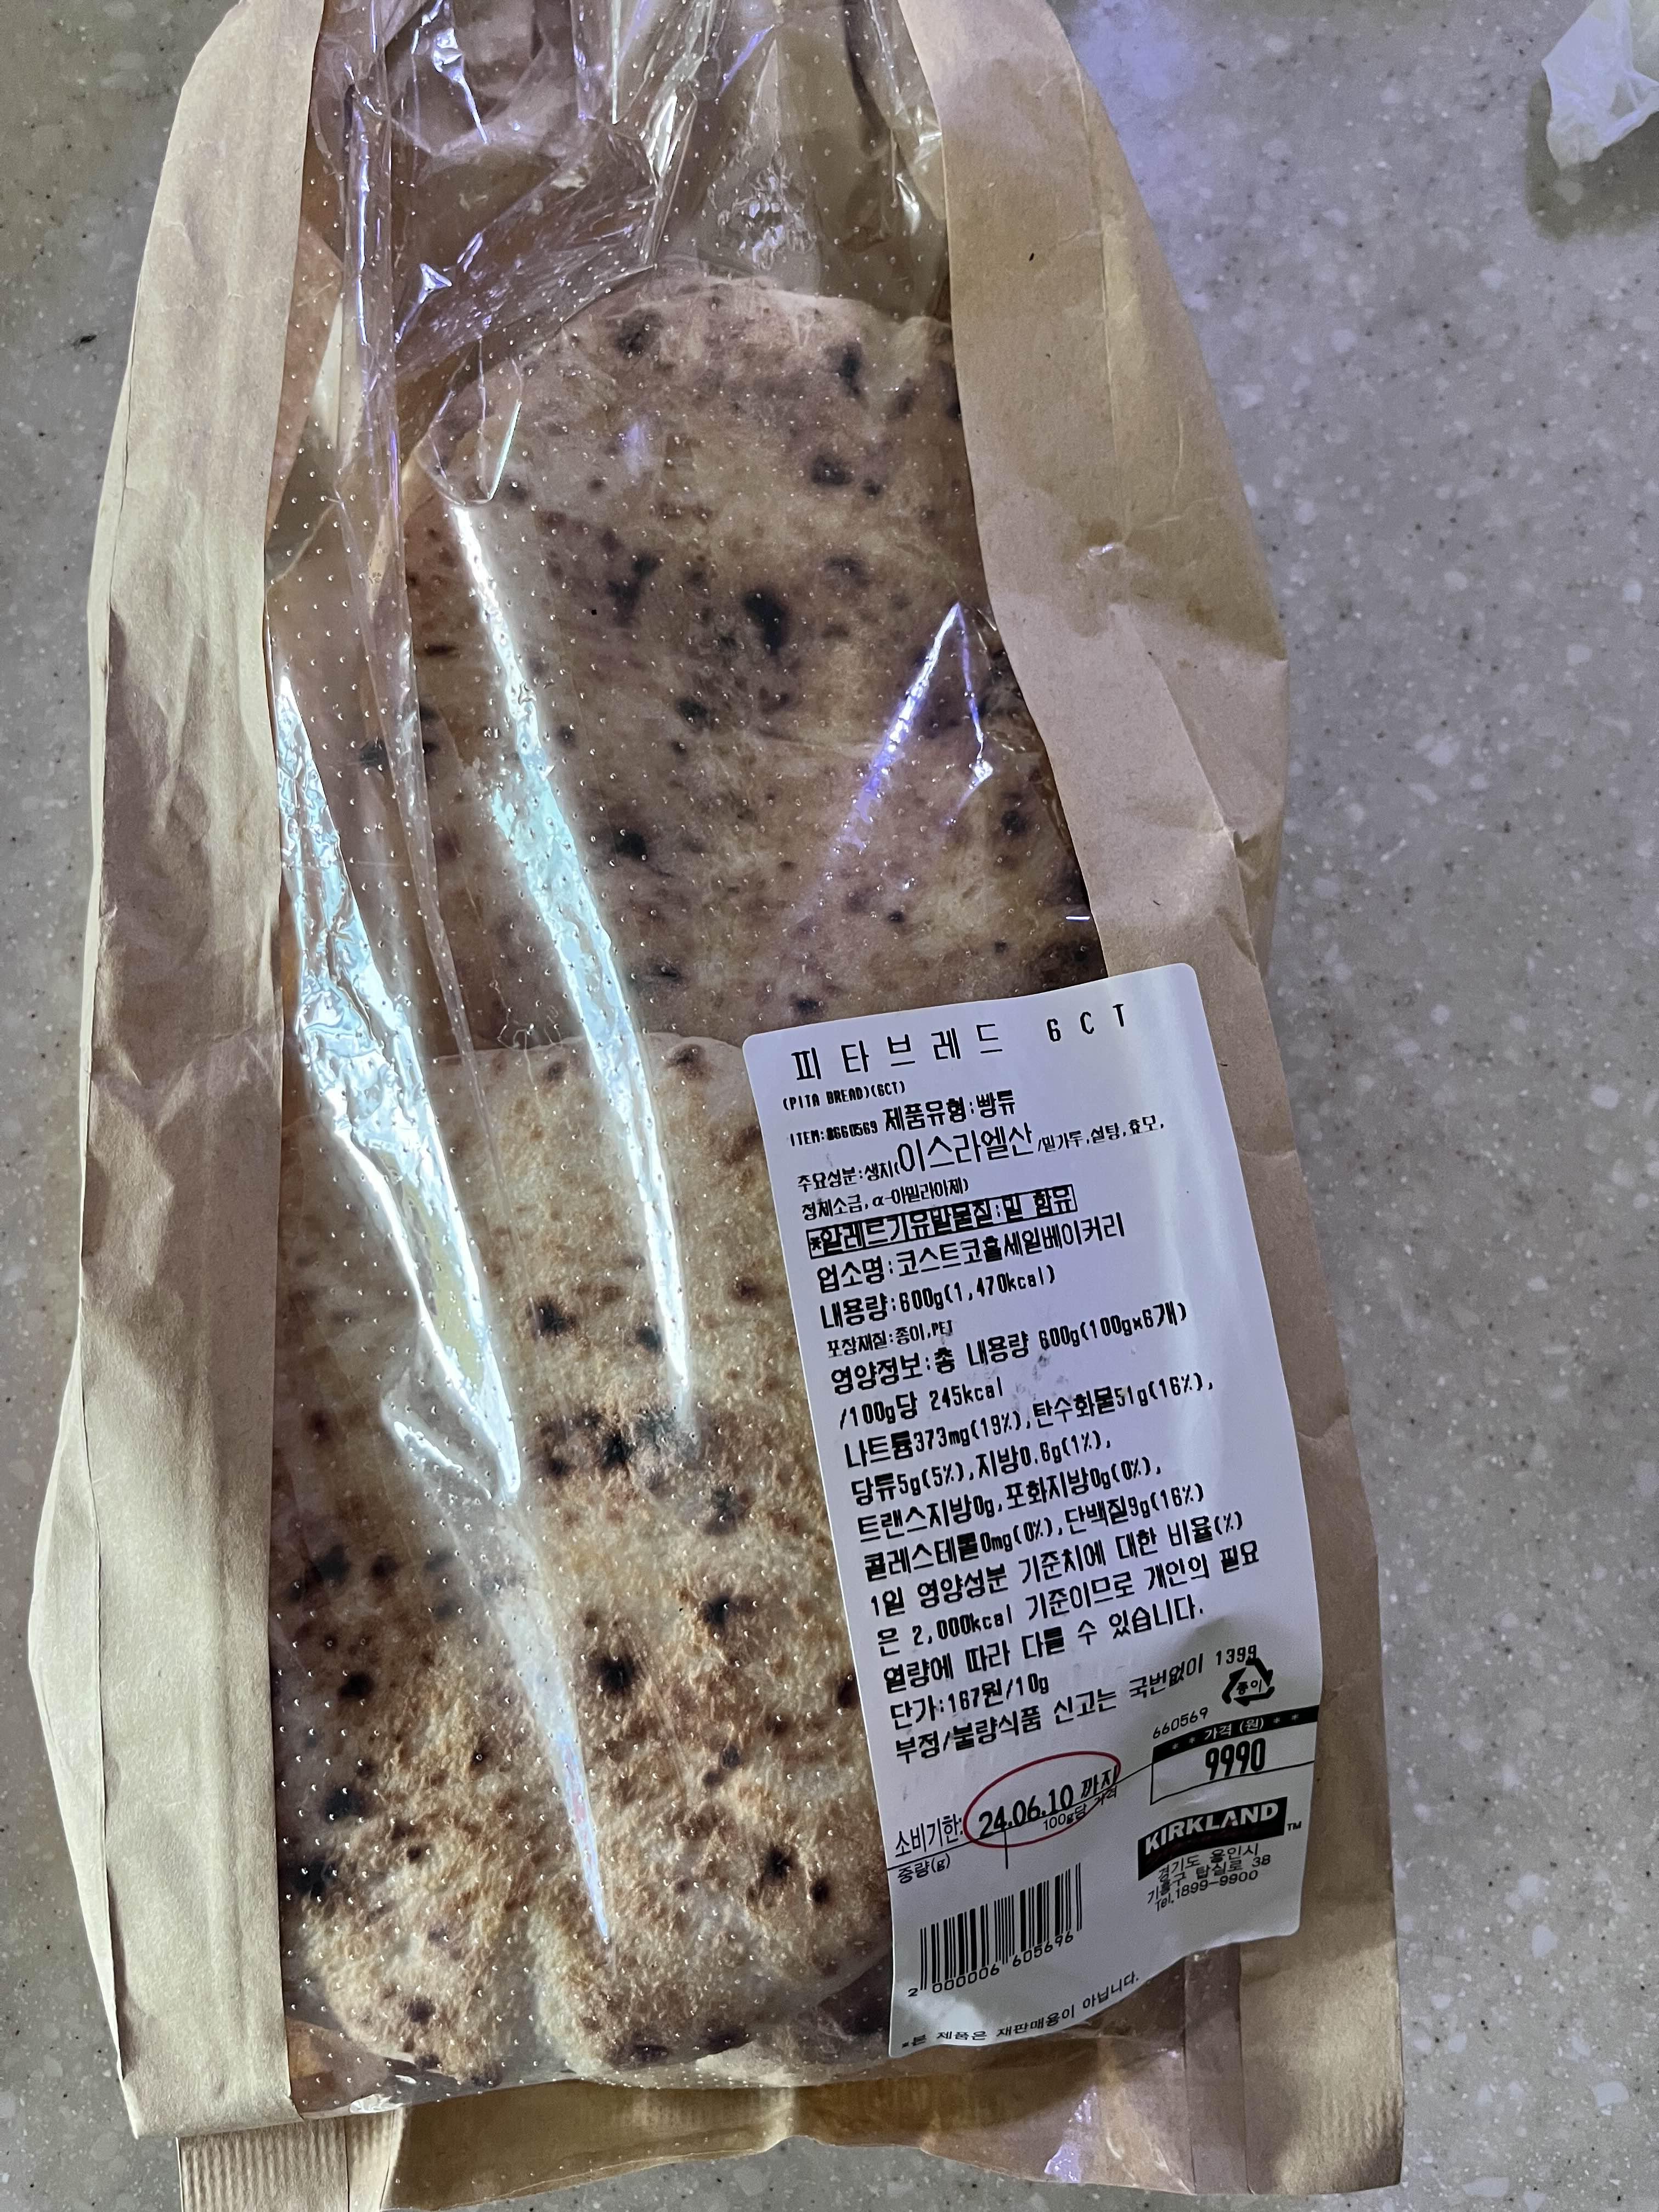 피타브레드 6CT
(PITA BREAD)(6CT)
ITEM:#660569 제품유형:빵류
주요성분:생지(이스라엘산/밀가루,설탕,효모,
정제소금,α-아밀라아제)
*알레르기유발물질:밀 함유
업소명:코스트코홀세일베이커리
내용량:600g(1,470kcal)
포장재질:종이,PET
영양정보:총 내용량 600g(100g×6개)
/100g당 245kcal
나트륨373mg(19%),탄수화물51g(16%),
당류5g(5%),지방0.6g(1%),
트랜스지방0g,포화지방0g(0%),
콜레스테롤0mg(0%),단백질9g(16%)
1일 영양성분 기준치에 대한 비율(%)
은 2,000kcal 기준이므로 개인의 필요
열량에 따라 다를 수 있습니다.
단가:167원/10g
부정/불량식품 신고는 국번없이 1399
종이
660569
** 가격 (원) **
9990
소비기한: 24.06.10 까지
중량(g) 100g당 가격
KIRKLAND TM
경기도 용인시
기흥구 탑실로 38
Tel.1899-9900
2 000006 605696
*본 제품은 재판매용이 아닙니다.